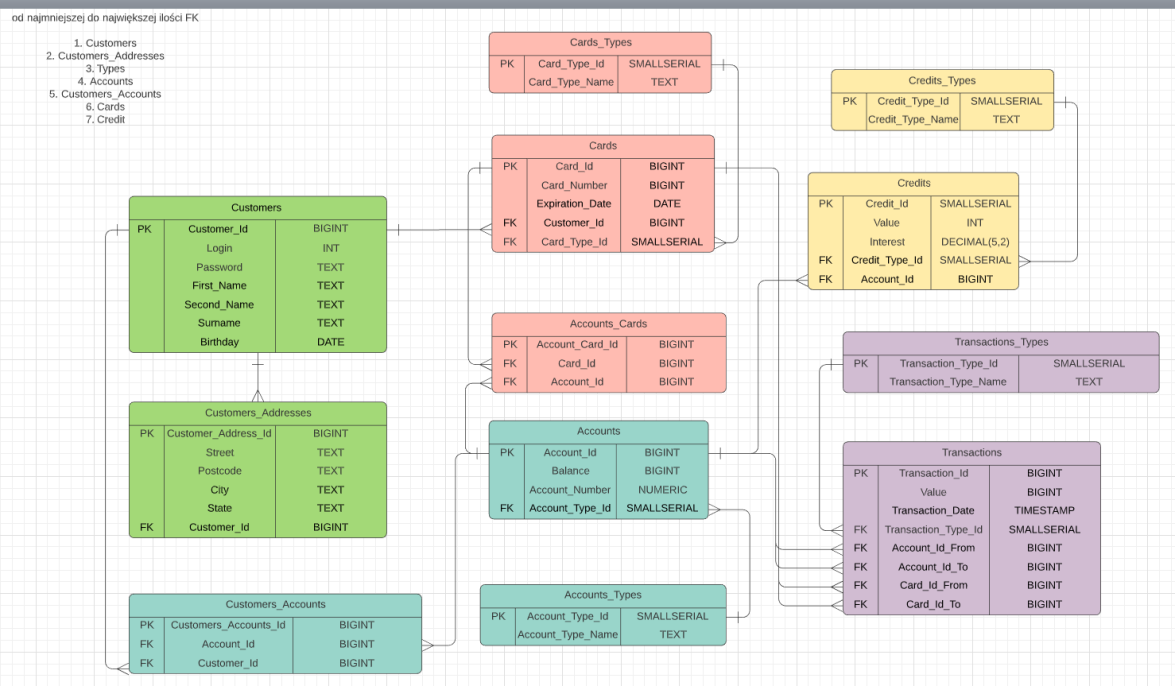 od najmniejszej do największej ilości FK
1. Customers
2. Customers_Addresses
3. Types
4. Accounts
5. Customers_Accounts
6. Cards
7. Credit
Cards_Types
PK Card_Type_Id SMALLSERIAL
Card_Type_Name TEXT
Credits_Types
PK Credit_Type_Id SMALLSERIAL
Credit_Type_Name TEXT
Cards
PK Card_Id BIGINT
Card_Number BIGINT
Expiration_Date DATE
FK Customer_Id BIGINT
FK Card_Type_Id SMALLSERIAL
Credits
PK Credit_Id SMALLSERIAL
Value INT
Interest DECIMAL(5,2)
FK Credit_Type_Id SMALLSERIAL
FK Account_Id BIGINT
Customers
PK Customer_Id BIGINT
Login INT
Password TEXT
First_Name TEXT
Second_Name TEXT
Surname TEXT
Birthday DATE
Accounts_Cards
PK Account_Card_Id BIGINT
FK Card_Id BIGINT
FK Account_Id BIGINT
Transactions_Types
PK Transaction_Type_Id SMALLSERIAL
Transaction_Type_Name TEXT
Customers_Addresses
PK Customer_Address_Id BIGINT
Street TEXT
Postcode TEXT
City TEXT
State TEXT
FK Customer_Id BIGINT
Accounts
PK Account_Id BIGINT
Balance BIGINT
Account_Number NUMERIC
FK Account_Type_Id SMALLSERIAL
Transactions
PK Transaction_Id BIGINT
Value BIGINT
Transaction_Date TIMESTAMP
FK Transaction_Type_Id SMALLSERIAL
FK Account_Id_From BIGINT
FK Account_Id_To BIGINT
FK Card_Id_From BIGINT
FK Card_Id_To BIGINT
Customers_Accounts
PK Customers_Accounts_Id BIGINT
FK Account_Id BIGINT
FK Customer_Id BIGINT
Accounts_Types
PK Account_Type_Id SMALLSERIAL
Account_Type_Name TEXT